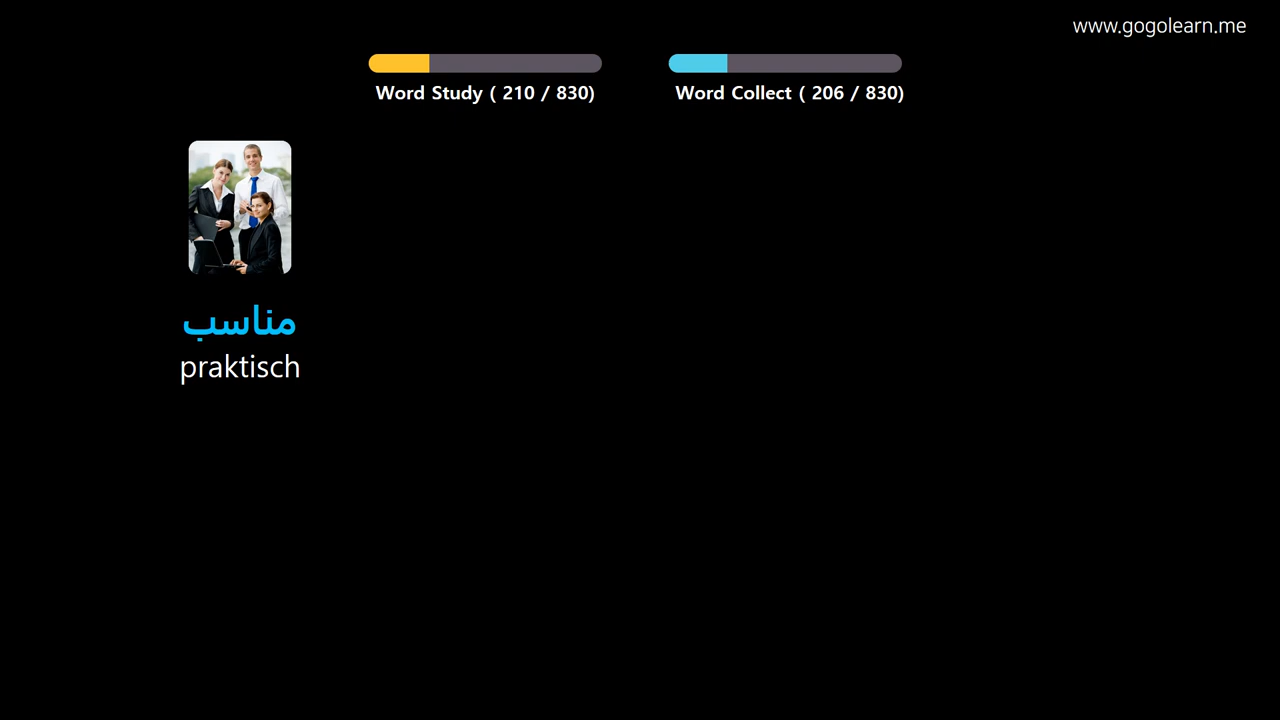 www.gogolearn.me
Word Study ( 210 / 830)
Word Collect ( 206 / 830)
مناسب
praktisch